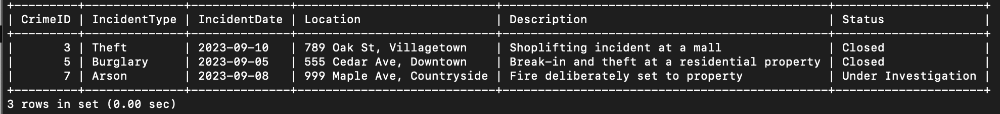 +---------+--------------+--------------+----------------------------+-----------------------------------------------+---------------------+
| CrimeID | IncidentType | IncidentDate | Location                   | Description                                   | Status              |
+---------+--------------+--------------+----------------------------+-----------------------------------------------+---------------------+
|       3 | Theft        | 2023-09-10   | 789 Oak St, Villagetown    | Shoplifting incident at a mall                | Closed              |
|       5 | Burglary     | 2023-09-05   | 555 Cedar Ave, Downtown    | Break-in and theft at a residential property | Closed              |
|       7 | Arson        | 2023-09-08   | 999 Maple Ave, Countryside | Fire deliberately set to property             | Under Investigation |
+---------+--------------+--------------+----------------------------+-----------------------------------------------+---------------------+
3 rows in set (0.00 sec)